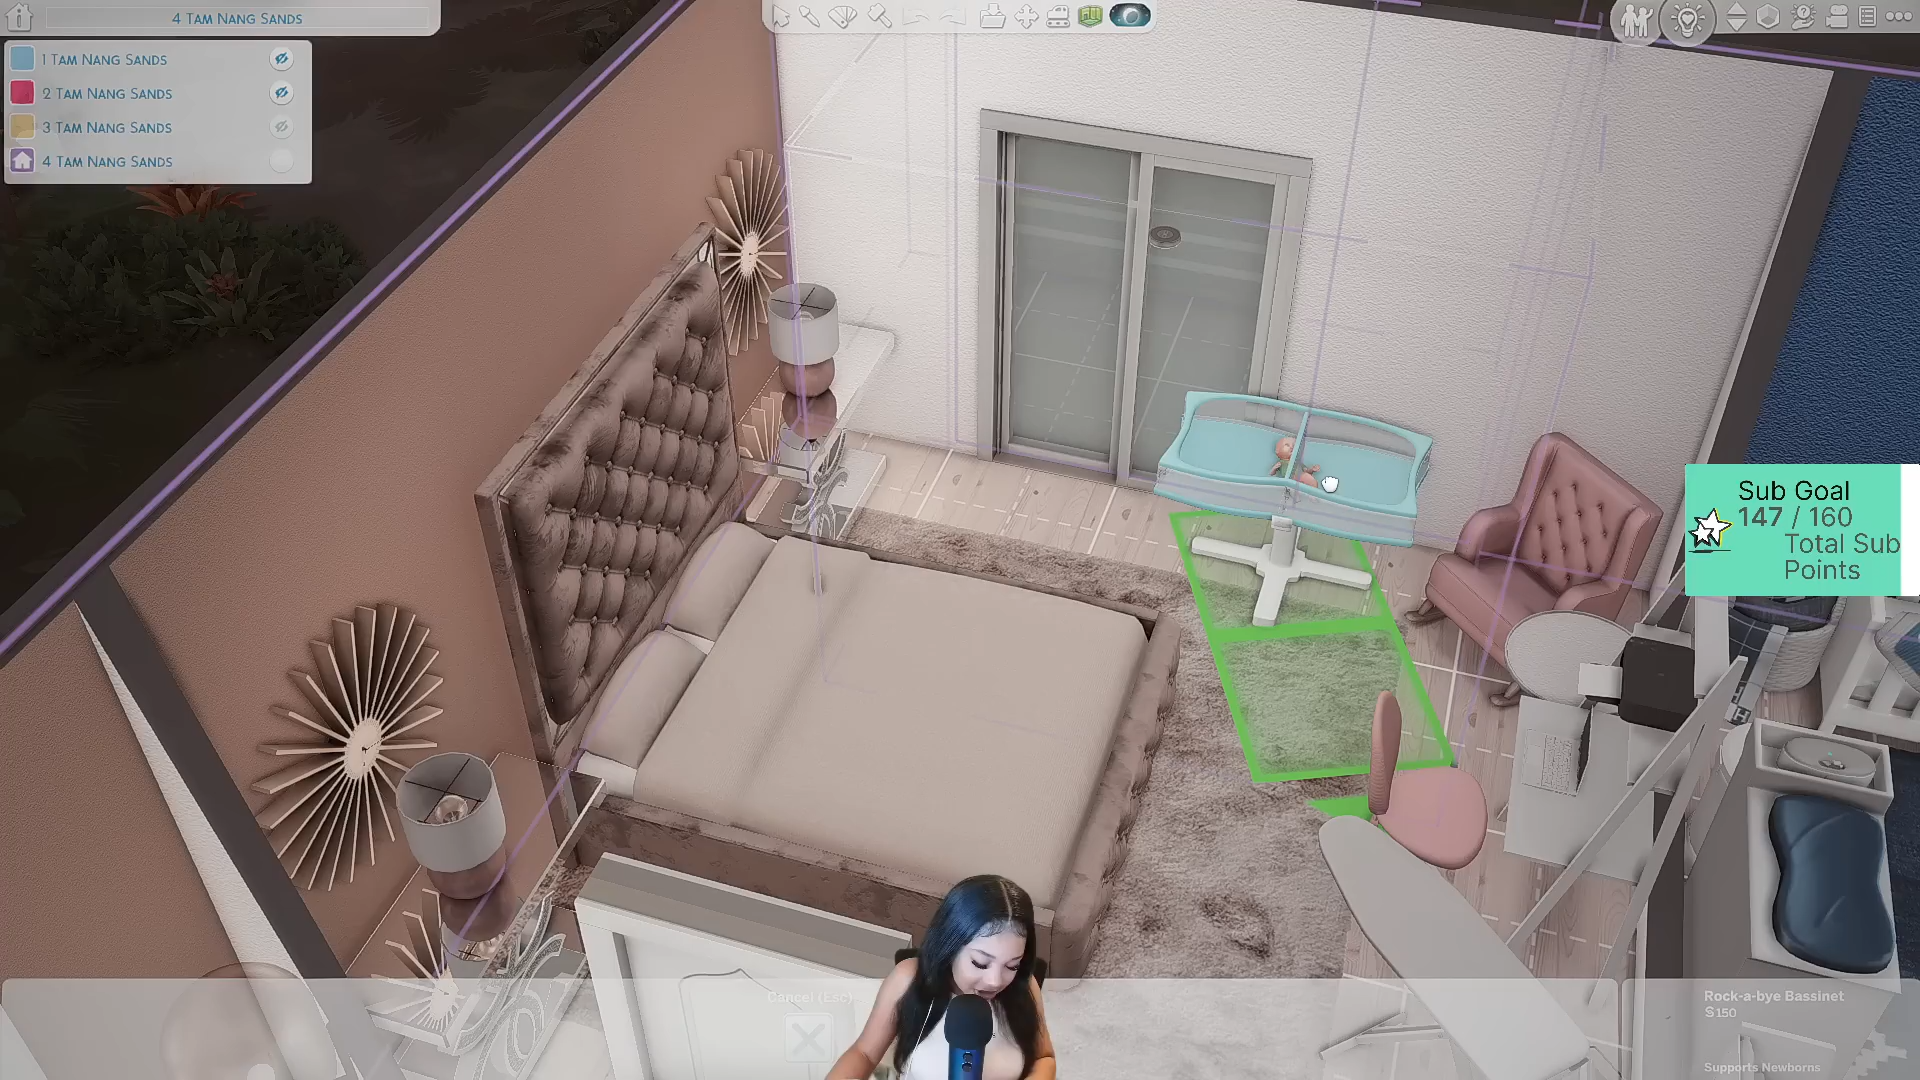 4 Tam Nang Sands
1 Tam Nang Sands
2 Tam Nang Sands
3 Tam Nang Sands
4 Tam Nang Sands
Sub Goal
147 / 160
Total Sub
Points
Cancel (Esc)
Rock-a-bye Bassinet
§150
Supports Newborns